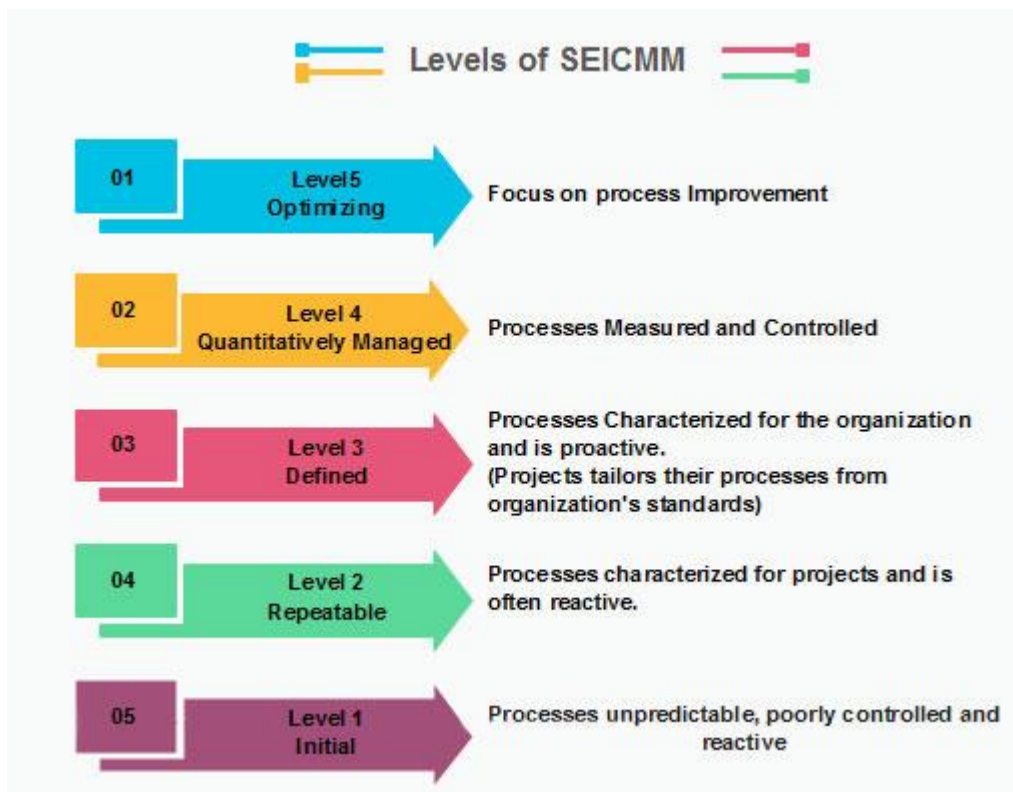 Levels of SEICMM
01
Level5
Optimizing
Focus on process Improvement
02
Level 4
Quantitatively Managed
Processes Measured and Controlled
03
Level 3
Defined
Processes Characterized for the organization
and is proactive.
(Projects tailors their processes from
organization's standards)
04
Level 2
Repeatable
Processes characterized for projects and is
often reactive.
05
Level 1
Initial
Processes unpredictable, poorly controlled and
reactive